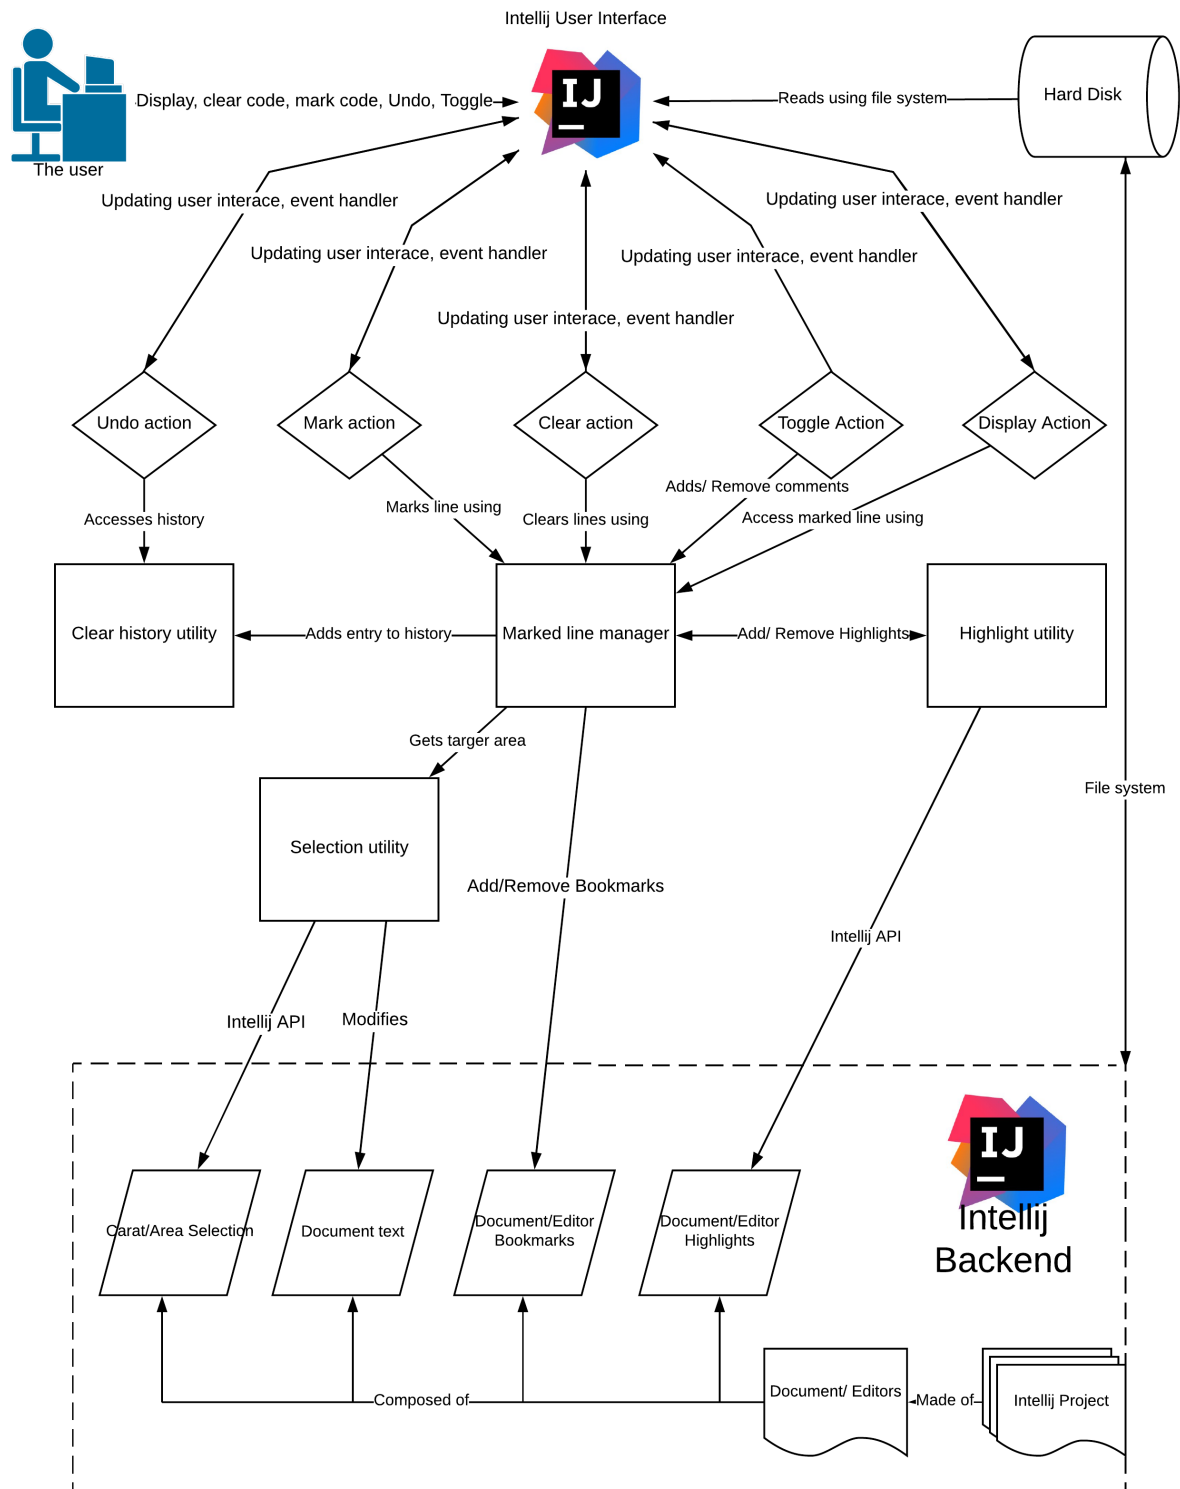 Intellij User Interface
IJ
Display, clear code, mark code, Undo, Toggle
Reads using file system
Hard Disk
The user
Updating user interace, event handler
Updating user interace, event handler
Updating user interace, event handler
Updating user interace, event handler
Updating user interace, event handler
Undo action
Mark action
Clear action
Toggle Action
Display Action
Accesses history
Marks line using
Clears lines using
Adds/ Remove comments
Access marked line using
Clear history utility
Adds entry to history
Marked line manager
Add/ Remove Highlights
Highlight utility
Gets targer area
File system
Selection utility
Add/Remove Bookmarks
Intellij API
Intellij API
Modifies
IJ
Intellij
Backend
Carat/Area Selection
Document text
Document/Editor
Bookmarks
Document/Editor
Highlights
Composed of
Document/ Editors
Made of
Intellij Project